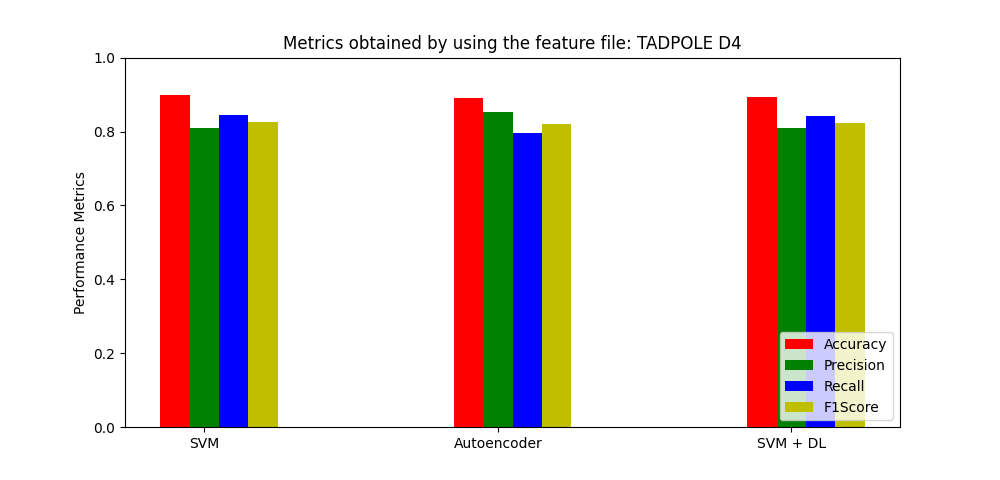 Metrics obtained by using the feature file: TADPOLE D4
1.0
0.8
0.6
0.4
0.2
0.0
Performance Metrics
SVM
Autoencoder
SVM + DL
Accuracy
Precision
Recall
F1Score